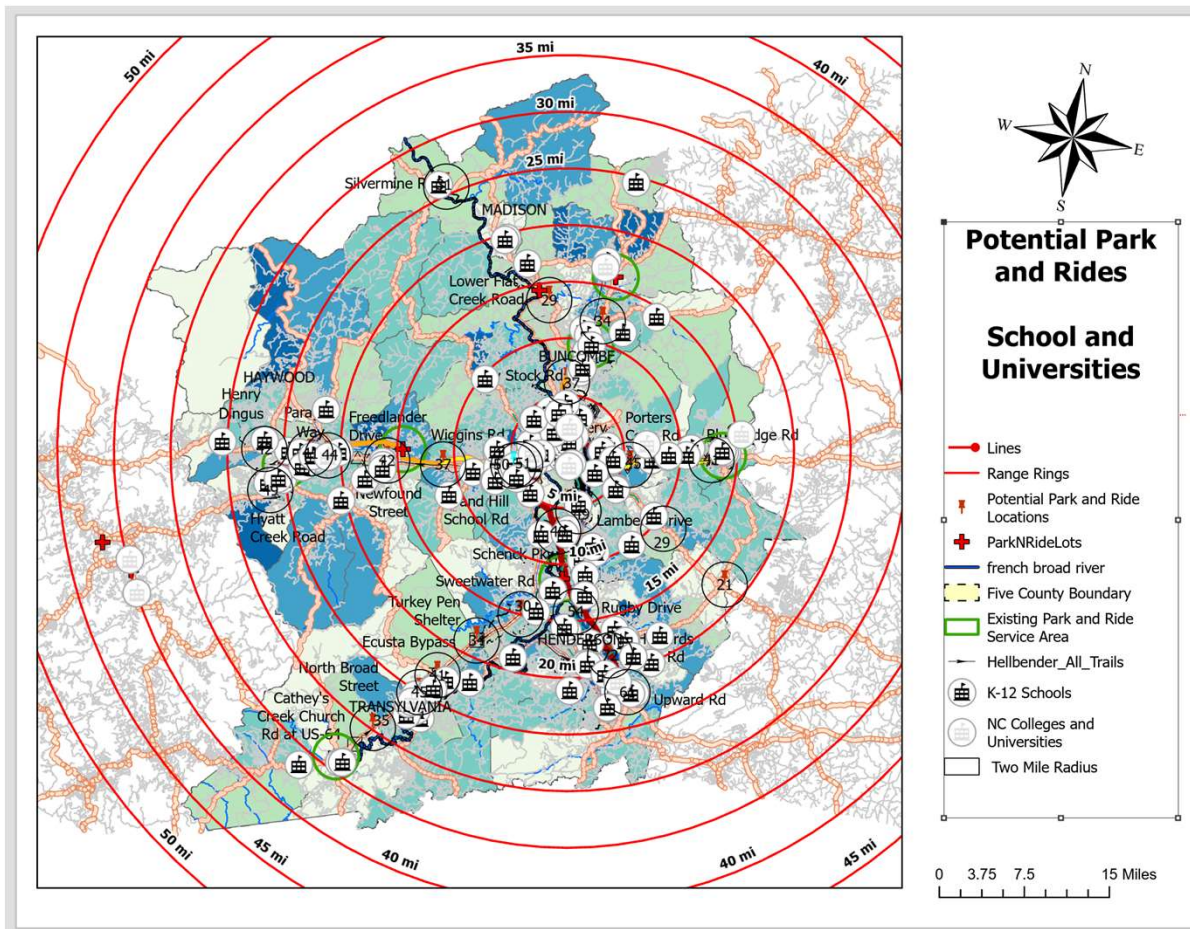 50 mi
35 mi
40 mi
30 mi
25 mi
Silvermine
MADISON
Lower Flat
Creek Road
29
34
BUNCOMBE
Stock Rd
37
HAYWOOD
Henry
Dingus
Way
Freedlander
Drive
Wiggins Rd
Porters
Rd
44
42
37
50
51
Newfound
Street
School Rd
5 mi
Hyatt
Creek Road
29
Schenck
10 mi
15 mi
Sweetwater Rd
21
Turkey Pen
Shelter
30
54
Rugby Drive
Ecusta Bypass
HENDERSON
Rd
North Broad
Street
20 mi
Upward Rd
Cathey's
Creek Church
Rd at US-64
TRANSYLVANIA
35
50 mi
45 mi
40 mi
40 mi
45 mi
N
W
E
S
Potential Park
and Rides
School and
Universities
Lines
Range Rings
Potential Park and Ride
Locations
ParkNRideLots
french broad river
Five County Boundary
Existing Park and Ride
Service Area
Hellbender_All_Trails
K-12 Schools
NC Colleges and
Universities
Two Mile Radius
0 3.75 7.5 15 Miles